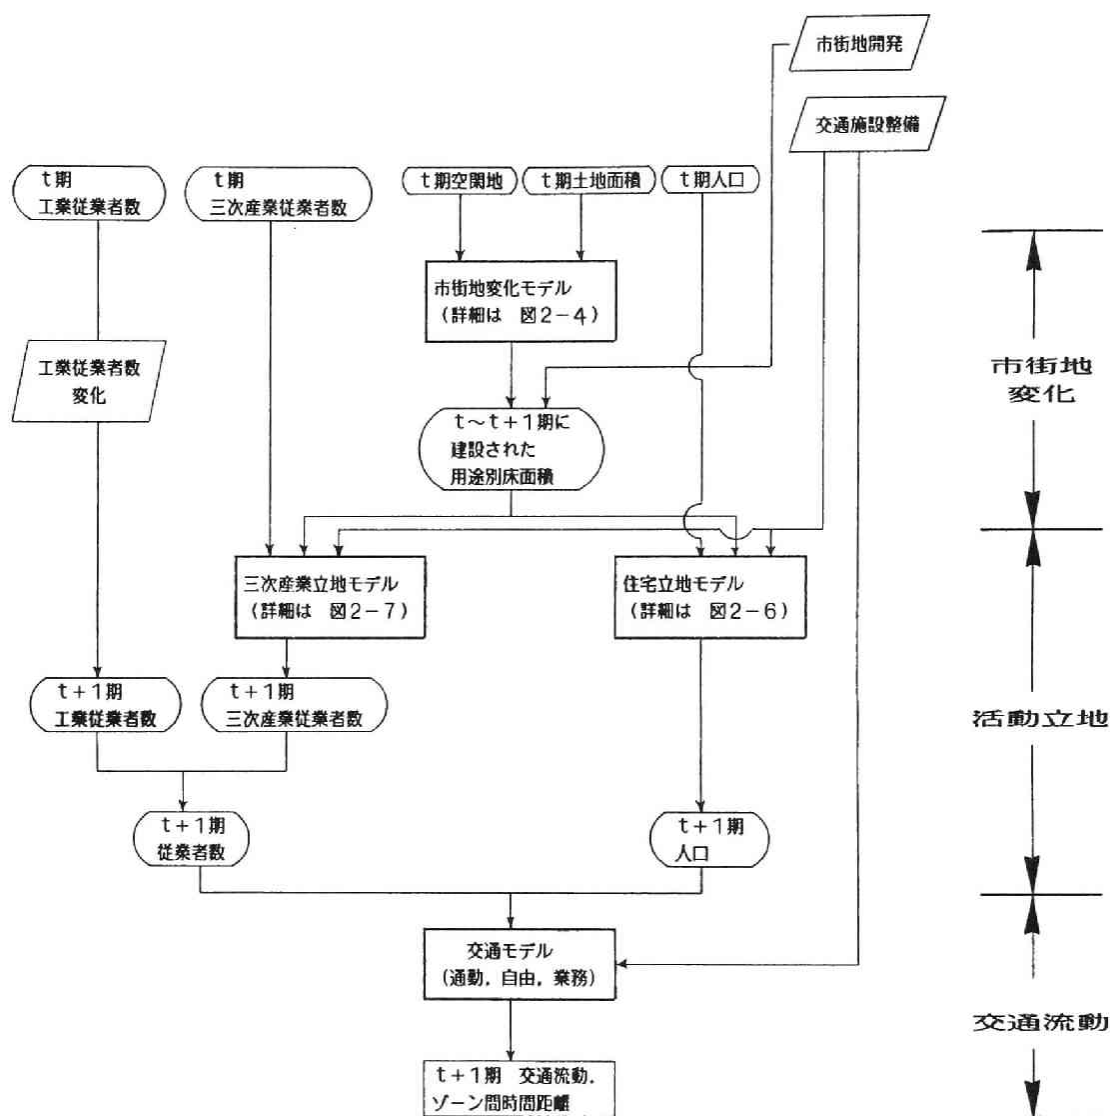 市街地開発
交通施設整備
t期
工業従業者数
t期
三次産業従業者数
t期空閑地
t期土地面積
t期人口
市街地変化モデル
(詳細は 図2-4)
工業従業者数
変化
市街地
変化
t~t+1期に
建設された
用途別床面積
三次産業立地モデル
(詳細は 図2-7)
住宅立地モデル
(詳細は 図2-6)
t+1期
工業従業者数
t+1期
三次産業従業者数
活動立地
t+1期
従業者数
t+1期
人口
交通モデル
(通勤,自由,業務)
交通流動
t+1期 交通流動,
ゾーン間時間距離